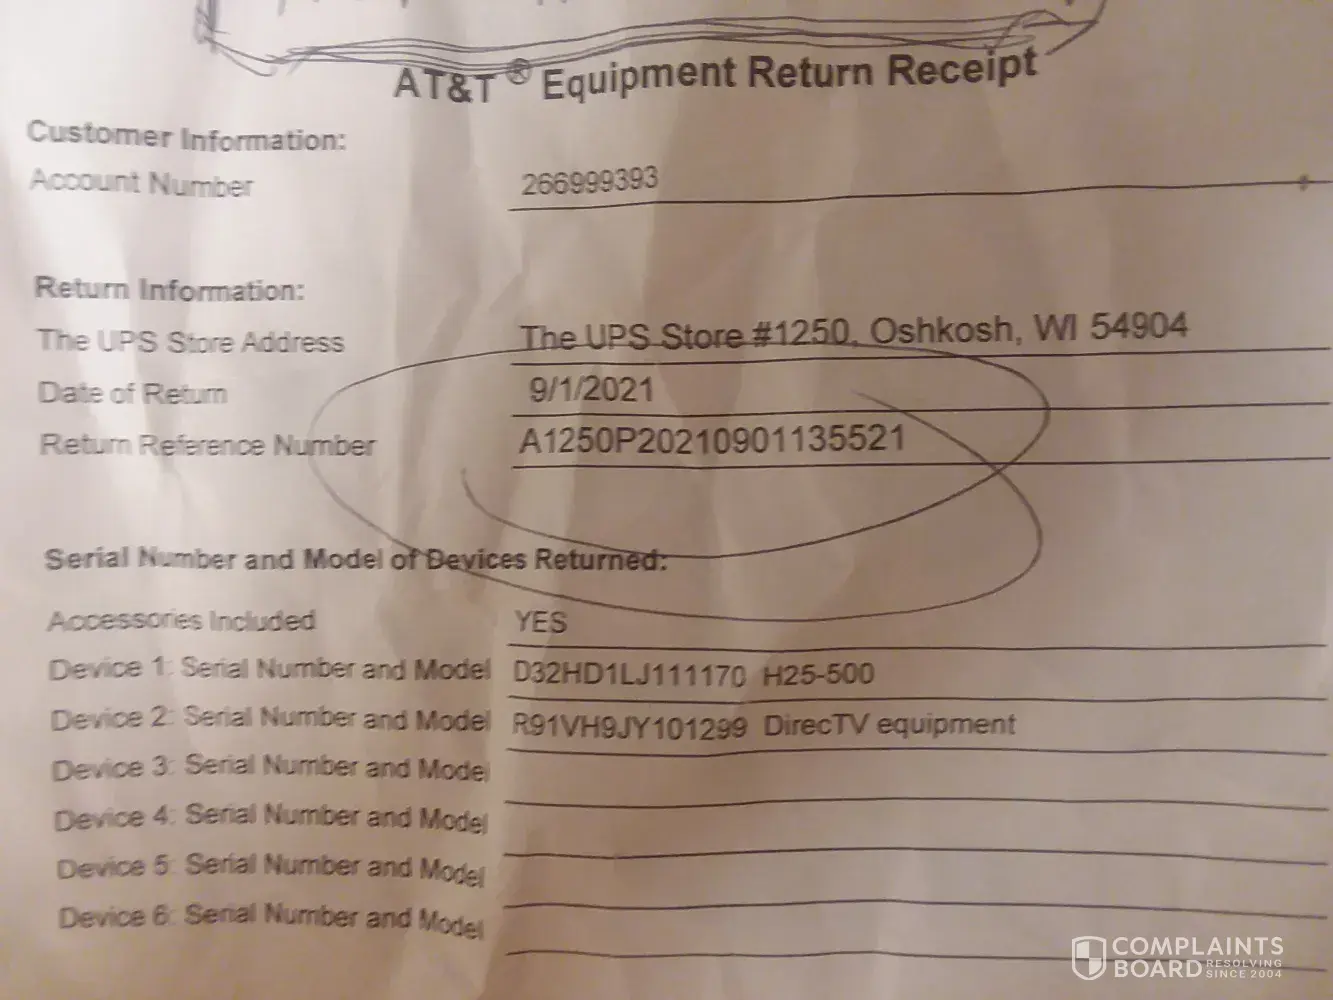 AT&T ® Equipment Return Receipt
Customer Information:
Account Number 266999393
Return Information:
The UPS Store Address The UPS Store #1250, Oshkosh, WI 54904
Date of Return 9/1/2021
Return Reference Number A1250P20210901135521
Serial Number and Model of Devices Returned:
Accessories Included YES
Device 1: Serial Number and Model D32HD1LJ111170 H25-500
Device 2: Serial Number and Model R91VH9JY101299 DirecTV equipment
Device 3: Serial Number and Model
Device 4: Serial Number and Model
Device 5: Serial Number and Model
Device 6: Serial Number and Model
COMPLAINTS
BOARD RESOLVING
SINCE 2004